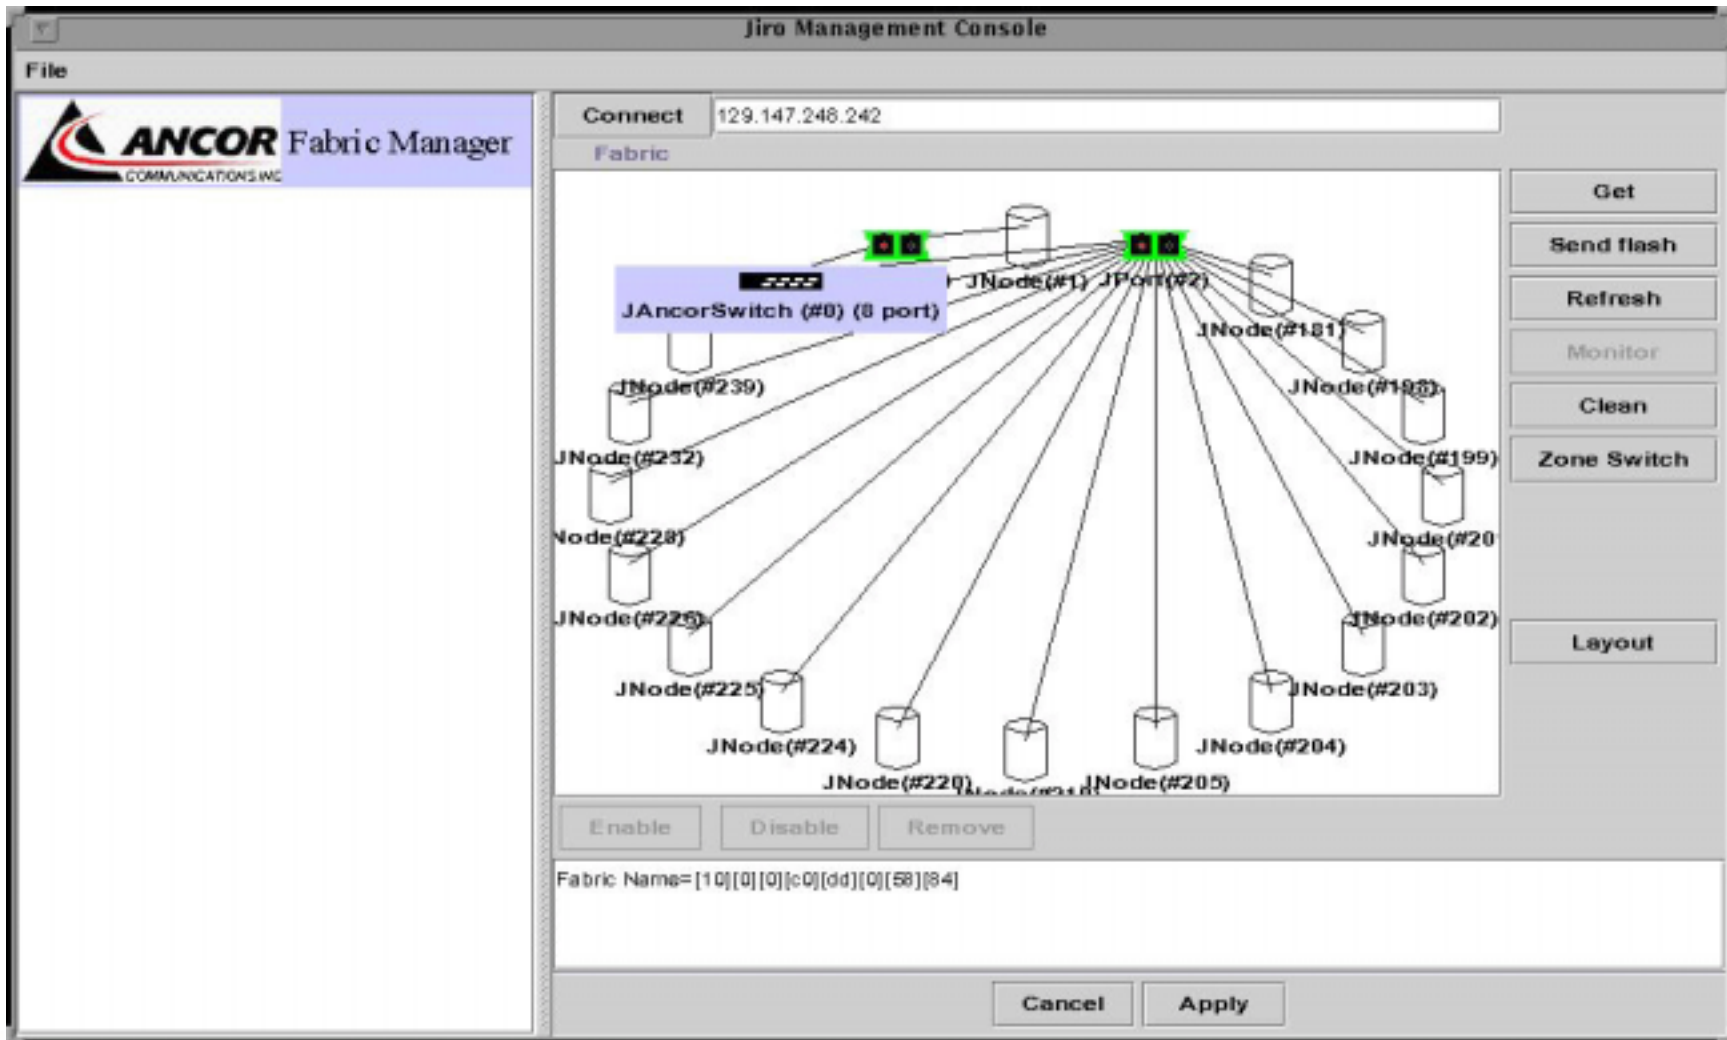 Jiro Management Console
File
ANCOR
COMMUNICATIONS INC
Fabric Manager
Connect
129.147.248.242
Fabric
Get
Send flash
Refresh
Monitor
Clean
Zone Switch
Layout
JNode(#1)
JPort(#2)
JAncorSwitch (#0) (8 port)
JNode(#181)
JNode(#239)
JNode(#198)
JNode(#232)
JNode(#199)
Node(#228)
JNode(#20
JNode(#226)
JNode(#202)
JNode(#225)
JNode(#203)
JNode(#224)
JNode(#204)
JNode(#220)
JNode(#205)
Enable
Disable
Remove
Fabric Name=[10][0][0][c0][dd][0][58][84]
Cancel
Apply